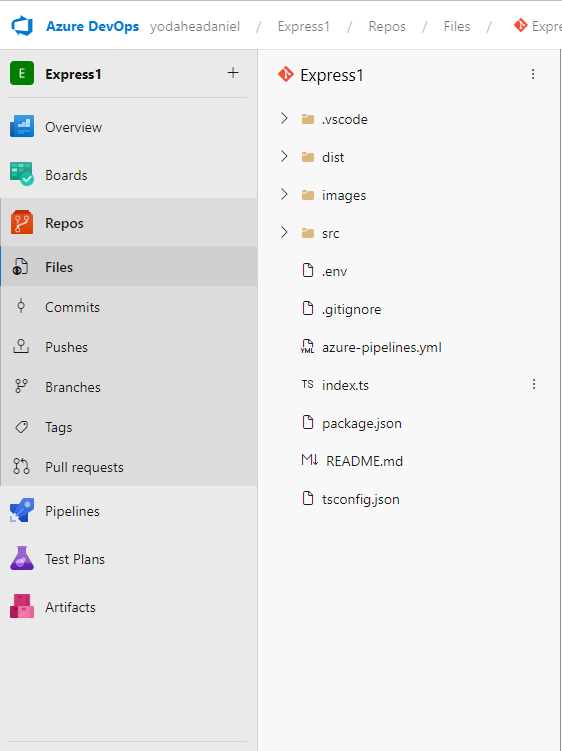 Azure DevOps yodaheadaniel / Express1 / Repos / Files / Expre
E Express1 +
Overview
Boards
Repos
Files
Commits
Pushes
Branches
Tags
Pull requests
Pipelines
Test Plans
Artifacts
Express1
.vscode
dist
images
src
.env
.gitignore
YML azure-pipelines.yml
TS index.ts
package.json
M↓ README.md
tsconfig.json